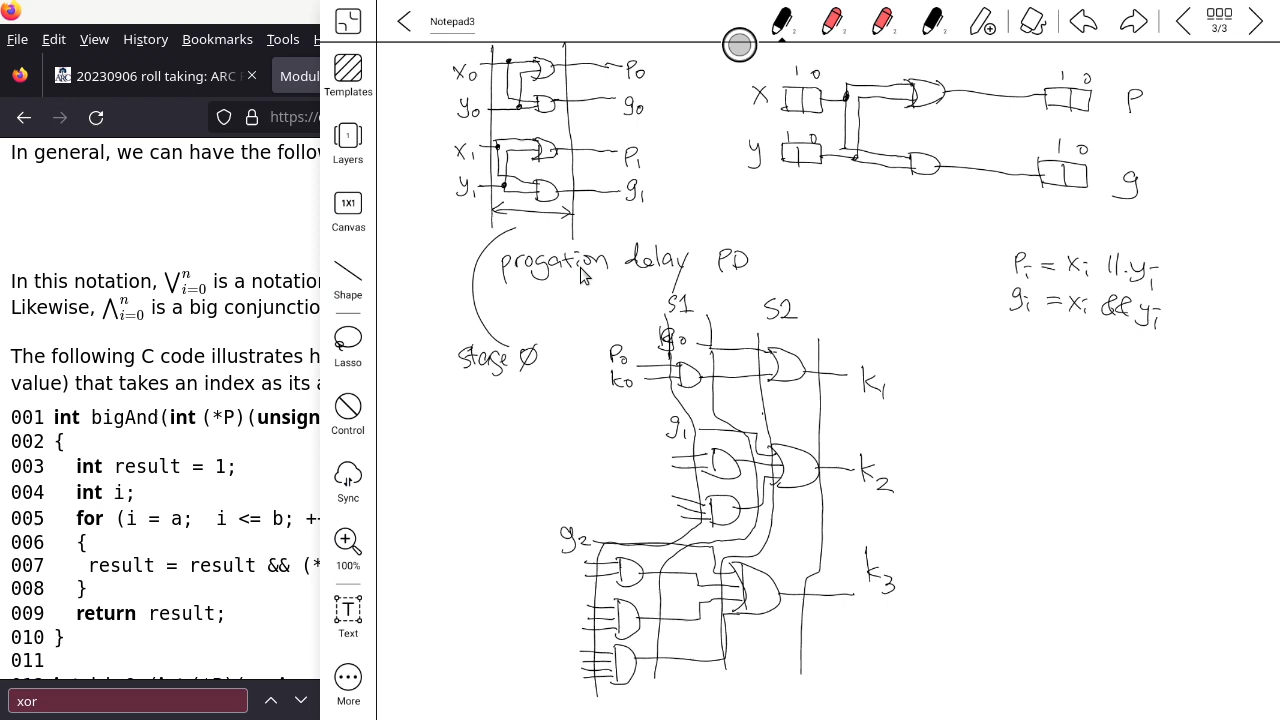 File Edit View History Bookmarks Tools H
20230906 roll taking: ARC F
Modul
https://
In general, we can have the follow
In this notation, ⋁ⁿᵢ₌₀ is a notatio
Likewise, ⋀ⁿᵢ₌₀ is a big conjunctio
The following C code illustrates h
value) that takes an index as its a
001 int bigAnd(int (*P)(unsign
002 {
003 int result = 1;
004 int i;
005 for (i = a; i <= b; +
006 {
007 result = result && (*
008 }
009 return result;
010 }
011
xor
Templates
Layers
1X1
Canvas
Shape
Lasso
Control
Sync
100%
Text
More
Notepad3
2 2 2 2
3/3
x₀ p₀
y₀ g₀
x₁ p₁
y₁ g₁
x 1 0 1 0 p
y 1 0 1 0 g
progation delay PD
pᵢ = xᵢ || yᵢ
gᵢ = xᵢ && yᵢ
S1 S2
stage Ø
g₀
p₀
k₀
k₁
g₁
k₂
g₂
k₃